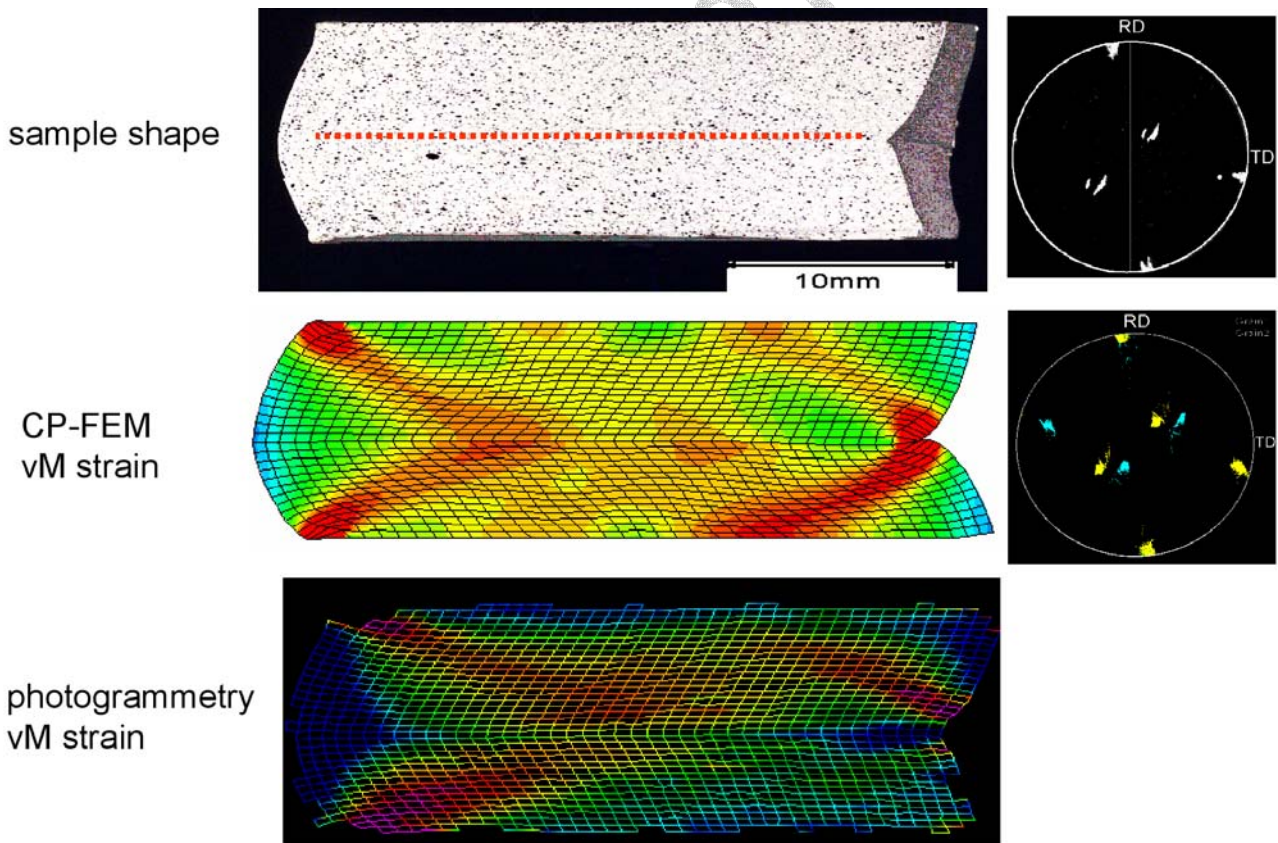 sample shape
10mm
RD
TD
CP-FEM
vM strain
RD
TD
photogrammetry
vM strain